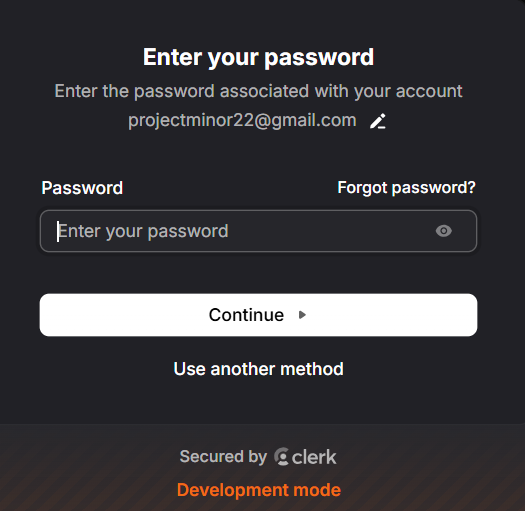 Enter your password
Enter the password associated with your account
projectminor22@gmail.com
Password Forgot password?
Enter your password
Continue
Use another method
Secured by clerk
Development mode